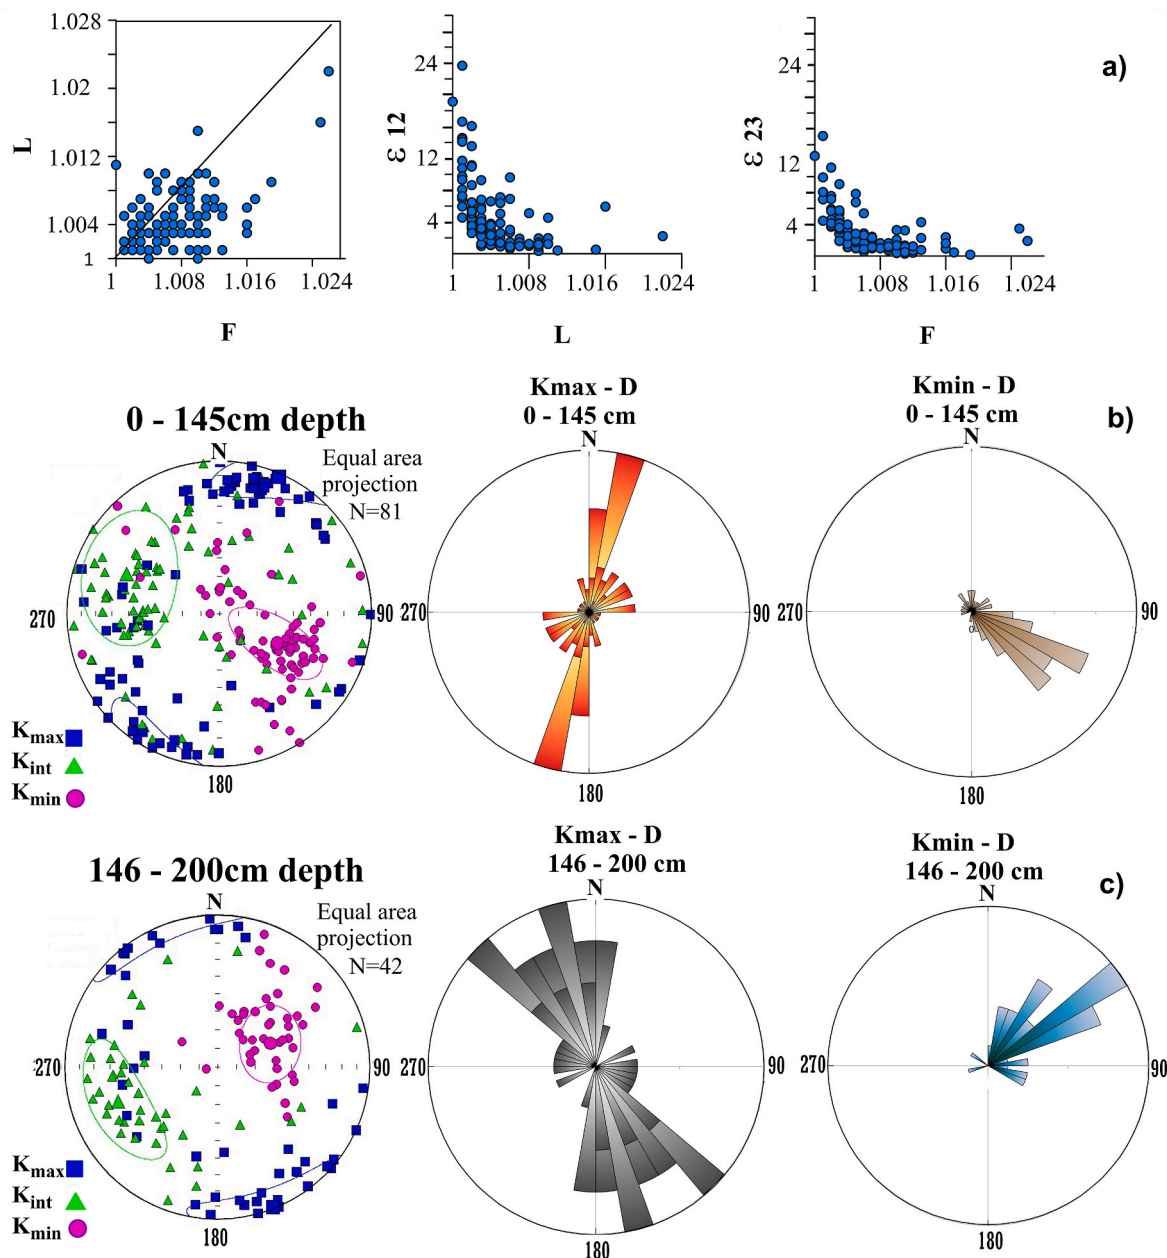 a)
1.028
1.02
1.012
1.004
1
L
1 1.008 1.016 1.024
F
24
12
4
ε 12
1 1.008 1.016 1.024
L
24
12
4
ε 23
1 1.008 1.016 1.024
F
b)
0 - 145cm depth
N
Equal area
projection
N=81
270
90
180
Kmax
Kint
Kmin
Kmax - D
0 - 145 cm
N
270
90
180
Kmin - D
0 - 145 cm
N
270
90
0
180
c)
146 - 200cm depth
N
Equal area
projection
N=42
270
90
180
Kmax
Kint
Kmin
Kmax - D
146 - 200 cm
N
270
90
180
Kmin - D
146 - 200 cm
N
270
90
180